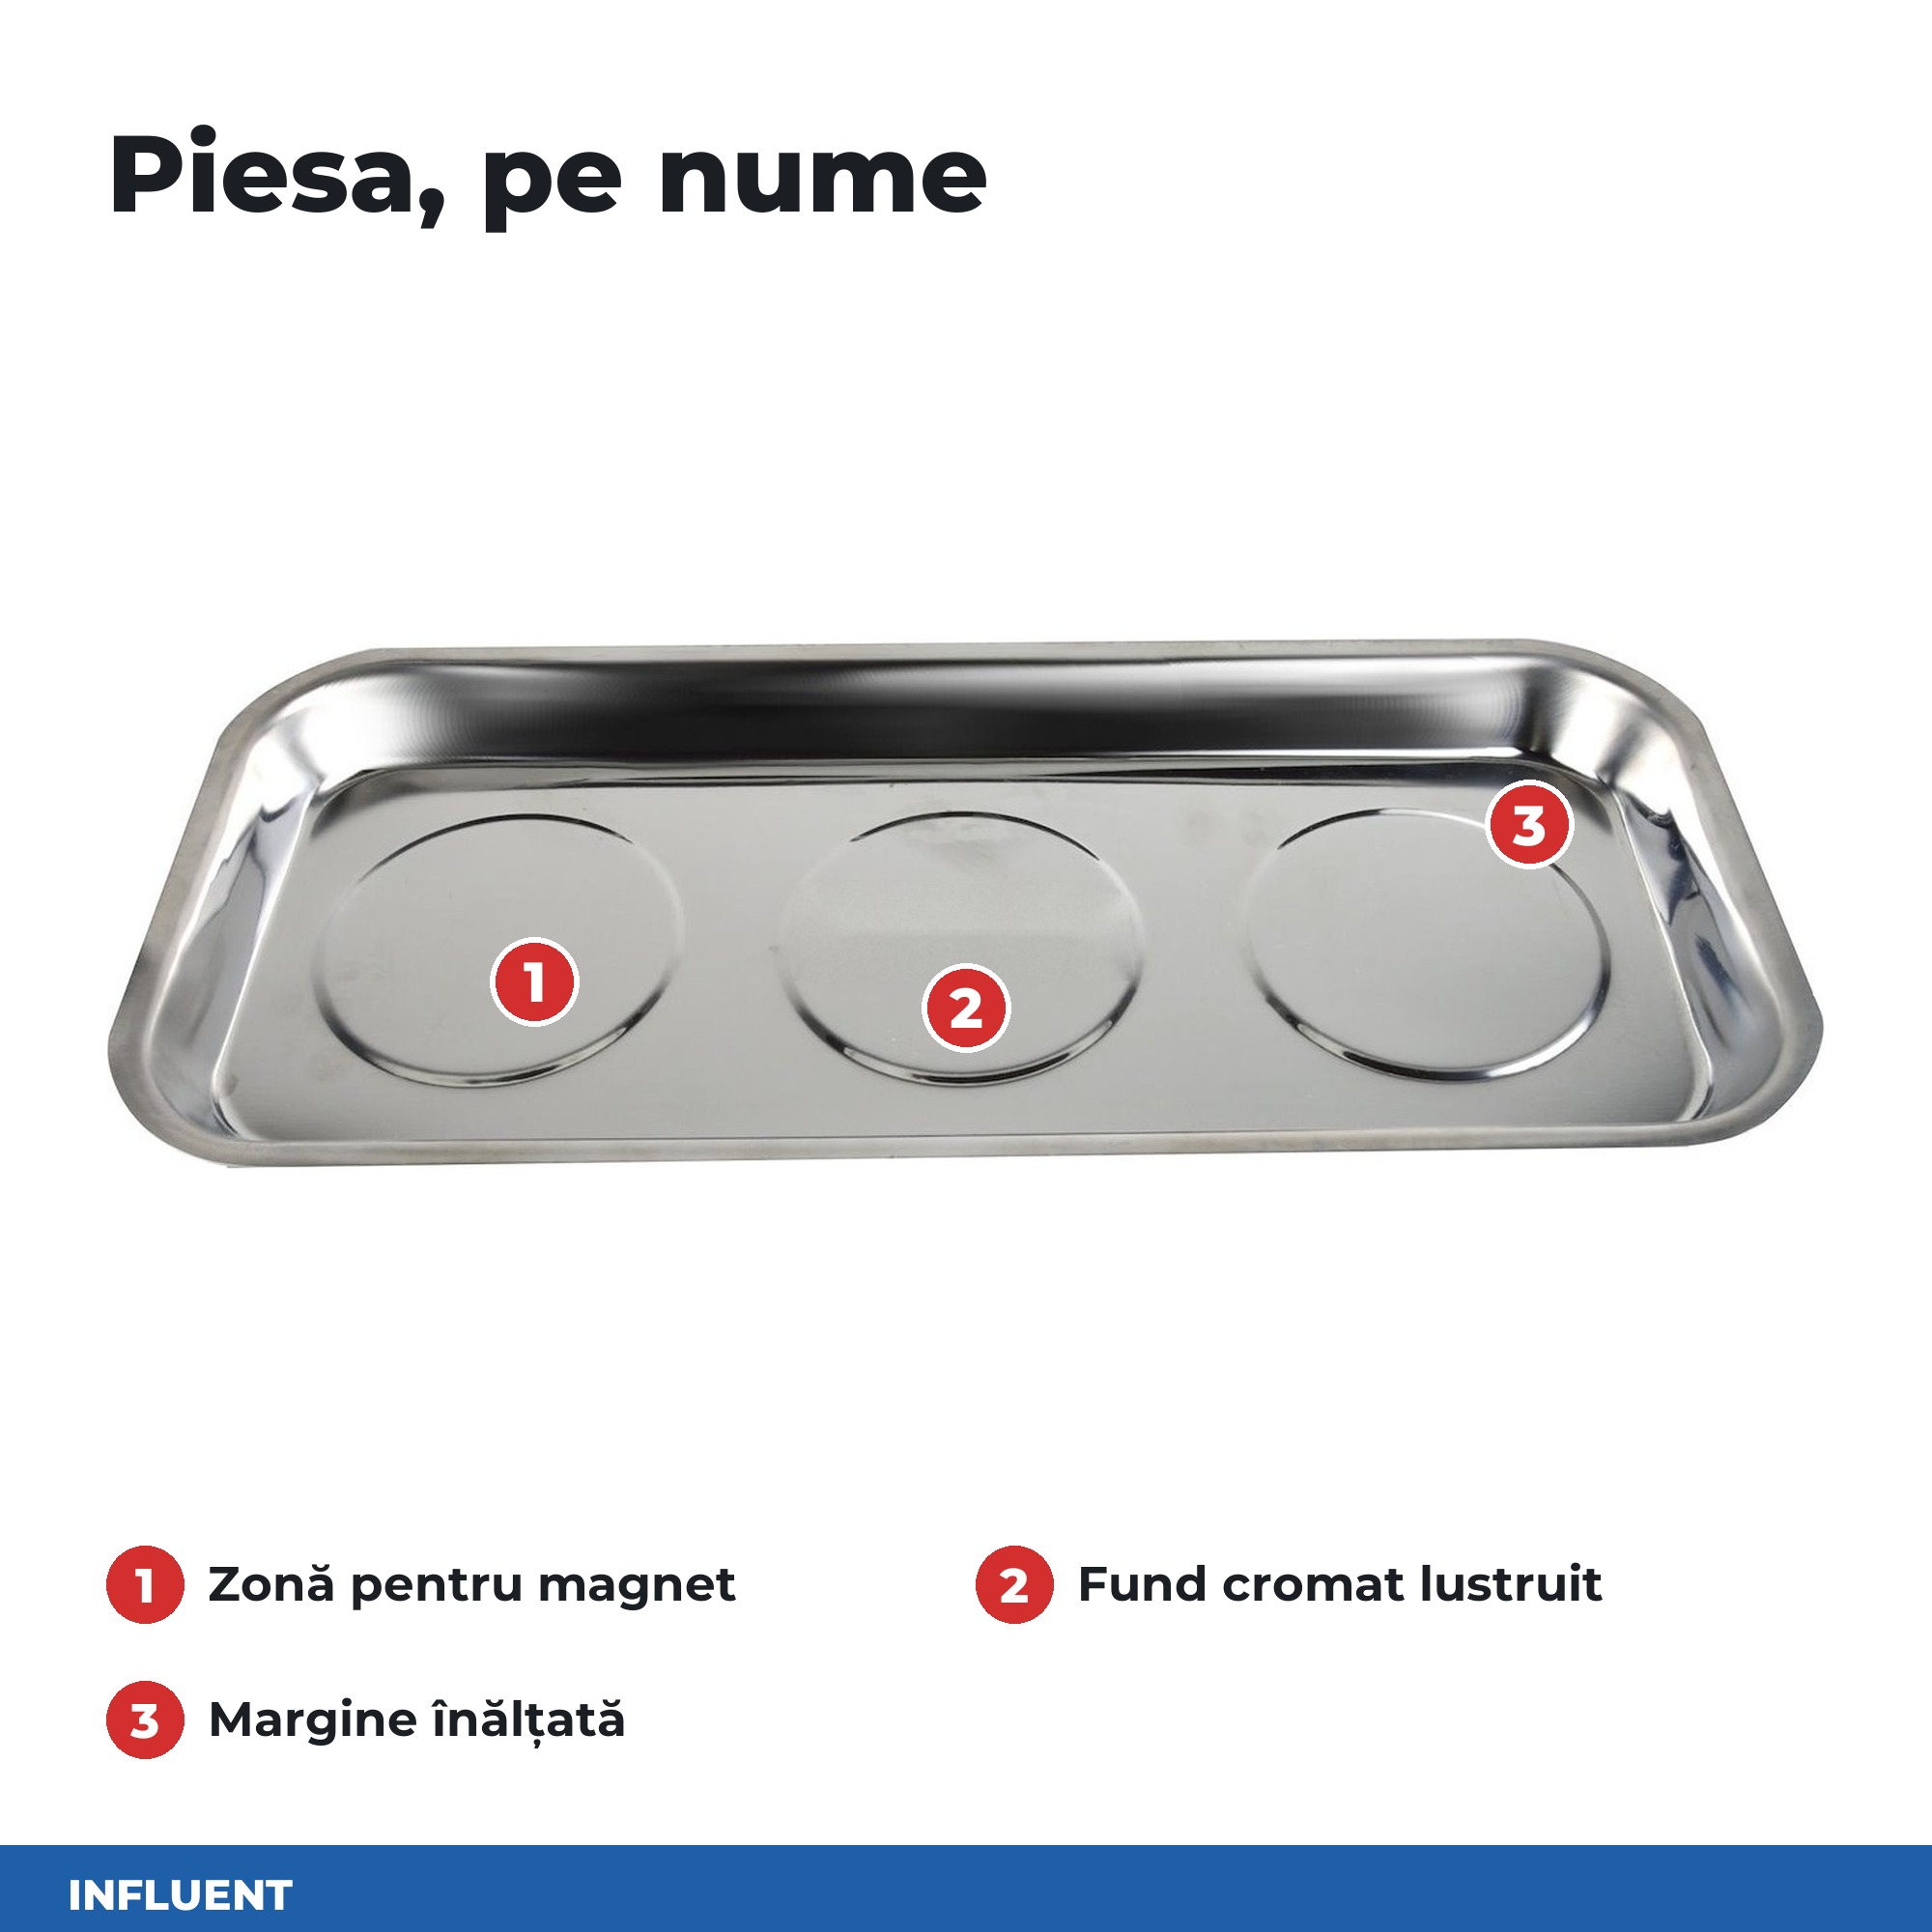 Piesa, pe nume
3
1
2
1 Zonă pentru magnet
2 Fund cromat lustruit
3 Margine înălțată
INFLUENT